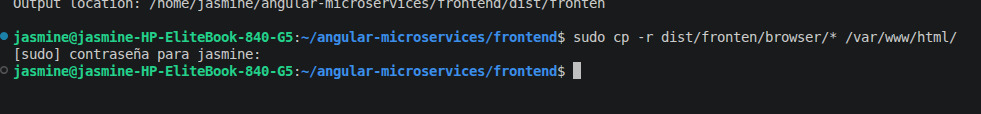 Output location: /home/jasmine/angular-microservices/frontend/dist/fronten
jasmine@jasmine-HP-EliteBook-840-G5:~/angular-microservices/frontend$ sudo cp -r dist/fronten/browser/* /var/www/html/
[sudo] contraseña para jasmine:
jasmine@jasmine-HP-EliteBook-840-G5:~/angular-microservices/frontend$